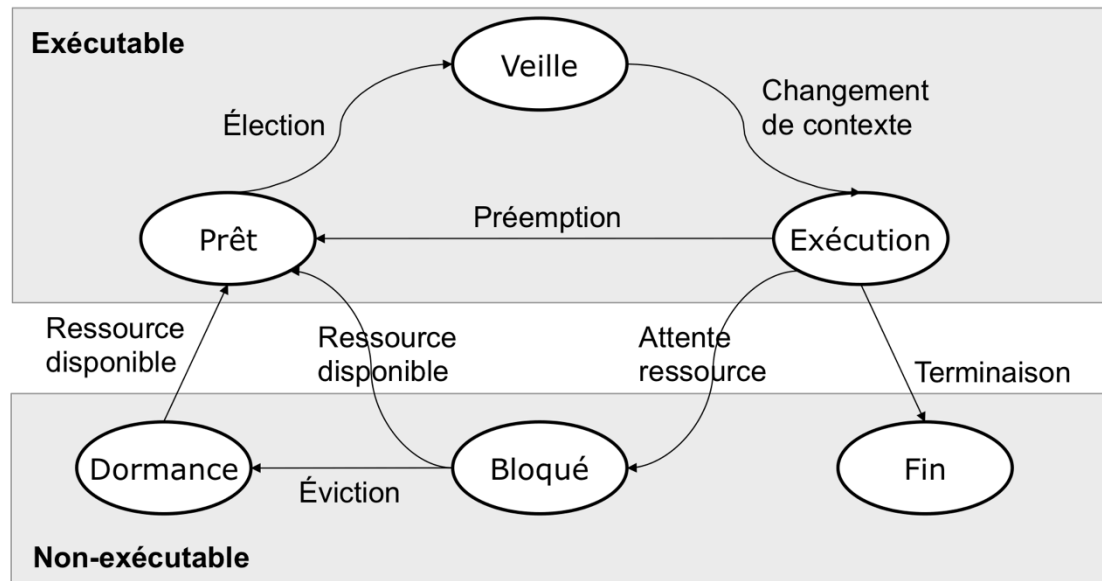 Exécutable
Veille
Changement
de contexte
Élection
Préemption
Prêt
Exécution
Ressource
disponible
Ressource
disponible
Attente
ressource
Terminaison
Dormance
Bloqué
Fin
Éviction
Non-exécutable